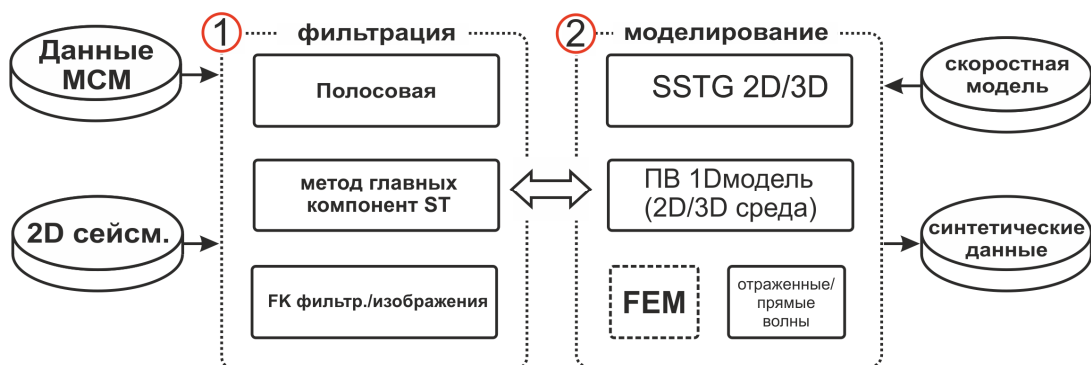 1 фильтрация
2 моделирование
Данные
МСМ
2D сейсм.
Полосовая
метод главных
компонент ST
FK фильтр./изображения
SSTG 2D/3D
ПВ 1Dмодель
(2D/3D среда)
FEM
отраженные/
прямые
волны
скоростная
модель
синтетические
данные